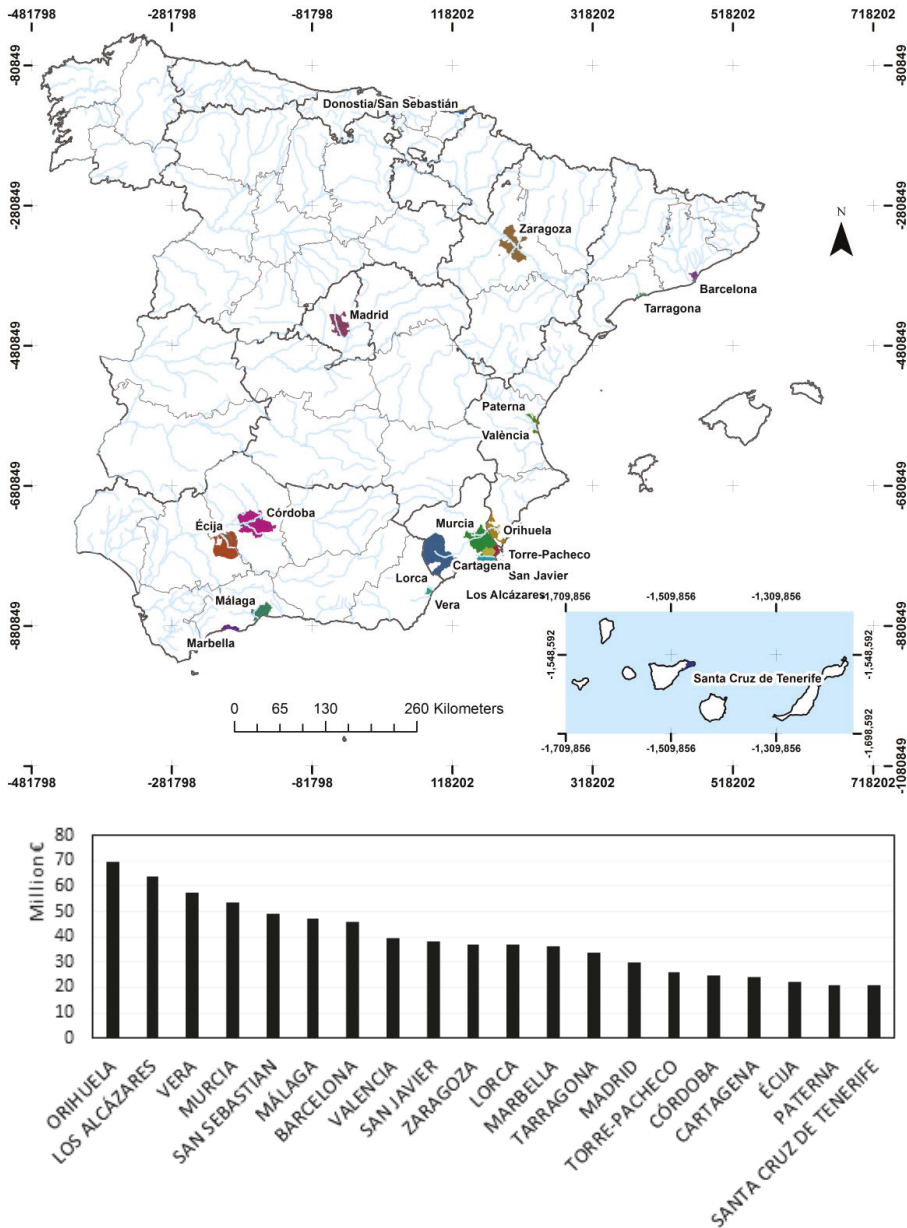 -481798 -281798 -81798 118202 318202 518202 718202
-80849 -80849
Donostia/San Sebastián
-280849 -280849
N
Zaragoza
Barcelona
Tarragona
Madrid
-480849 -480849
Paterna
València
-680849 -680849
Córdoba
Écija
Murcia
Orihuela
Torre-Pacheco
Cartagena
San Javier
Lorca
Los Alcázares
Vera
Málaga
Marbella
-880849 -880849
-1,709,856 -1,509,856 -1,309,856
-1,548,592 -1,548,592
Santa Cruz de Tenerife
-1,698,592
-1,709,856 -1,509,856 -1,309,856
0 65 130 260 Kilometers
-1080849
-481798 -281798 -81798 118202 318202 518202 718202
Million €
80
70
60
50
40
30
20
10
0
ORIHUELA
LOS ALCÁZARES
VERA
MURCIA
SAN SEBASTIAN
MÁLAGA
BARCELONA
VALENCIA
SAN JAVIER
ZARAGOZA
LORCA
MARBELLA
TARRAGONA
MADRID
TORRE-PACHECO
CÓRDOBA
CARTAGENA
ÉCIJA
PATERNA
SANTA CRUZ DE TENERIFE